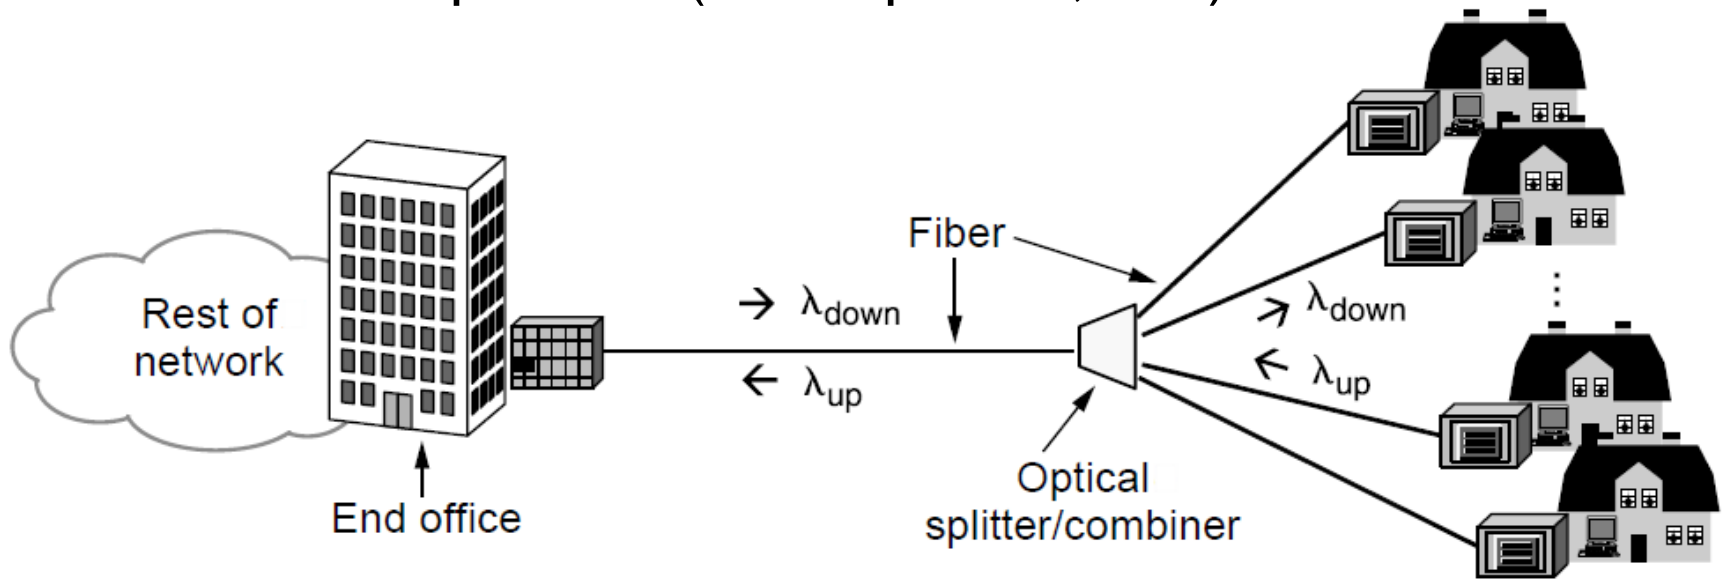 Rest of
network
End office
→ λdown
← λup
Fiber
Optical
splitter/combiner
→ λdown
← λup
⋮